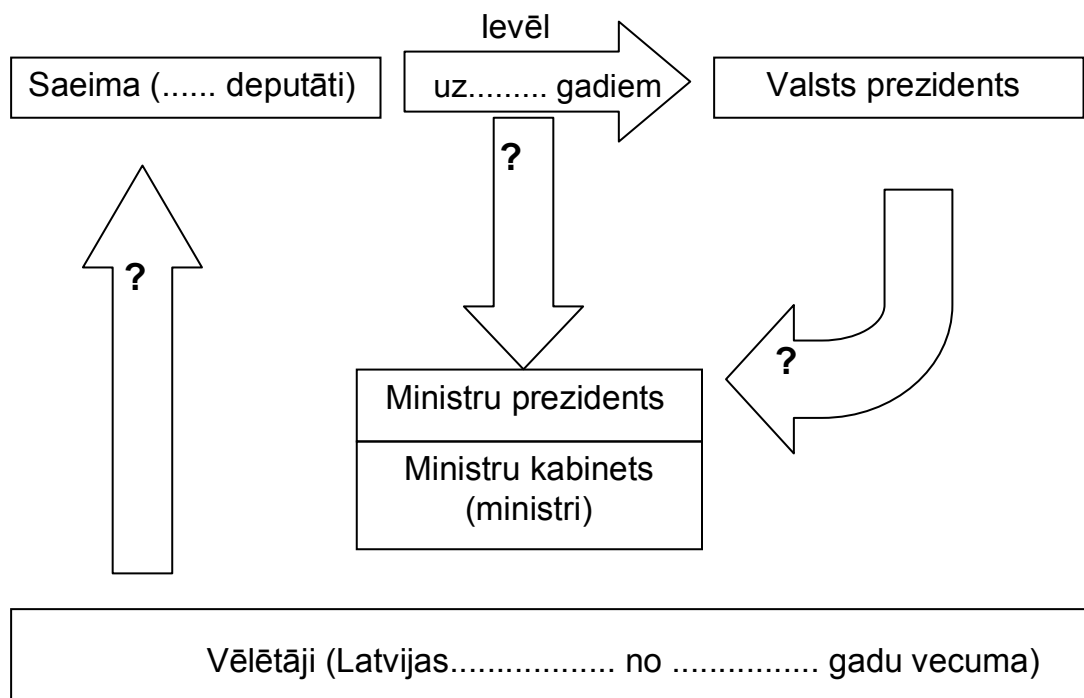 Ievēl
Saeima (...... deputāti)
uz......... gadiem
Valsts prezidents
?
?
?
Ministru prezidents
Ministru kabinets
(ministri)
Vēlētāji (Latvijas.................. no ................ gadu vecuma)